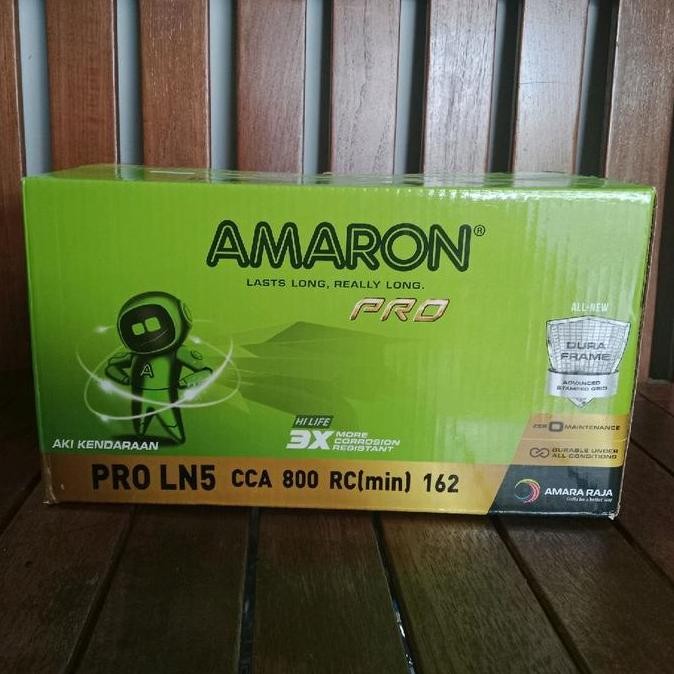 AMARON®
LASTS LONG, REALLY LONG.
PRO
ALL-NEW
DURA
FRAME
ADVANCED
STAMPED GRID
A
HI LIFE
3X MORE
CORROSION
RESISTANT
ZERO MAINTENANCE
DURABLE UNDER
ALL CONDITIONS
AKI KENDARAAN
PRO LN5 CCA 800 RC(min) 162
AMARA RAJA